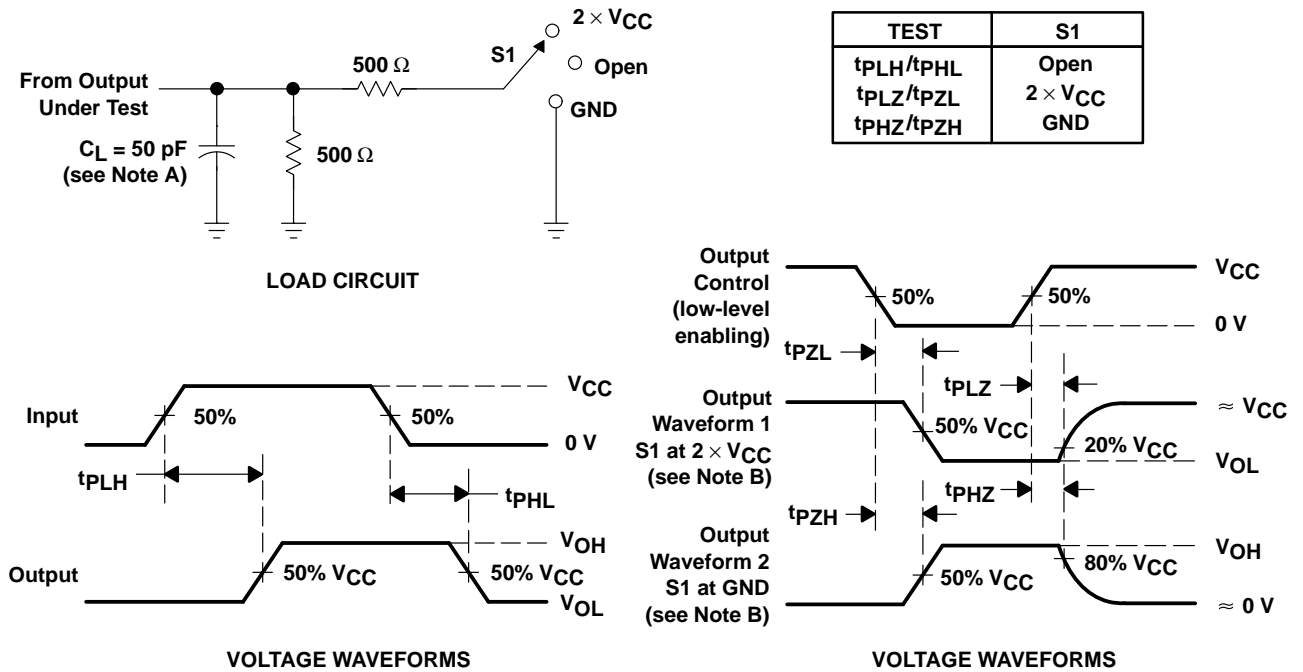 2 × VCC
S1
500 Ω
Open
From Output
Under Test
GND
CL = 50 pF
(see Note A)
500 Ω
LOAD CIRCUIT
TEST S1
tPLH/tPHL Open
tPLZ/tPZL 2 × VCC
tPHZ/tPZH GND
Input
50%
50%
VCC
0 V
tPLH
tPHL
Output
50% VCC
50% VCC
VOH
VOL
VOLTAGE WAVEFORMS
Output
Control
(low-level
enabling)
50%
50%
VCC
0 V
tPZL
tPLZ
Output
Waveform 1
S1 at 2 × VCC
(see Note B)
50% VCC
20% VCC
≈ VCC
VOL
tPZH
tPHZ
Output
Waveform 2
S1 at GND
(see Note B)
50% VCC
80% VCC
VOH
≈ 0 V
VOLTAGE WAVEFORMS